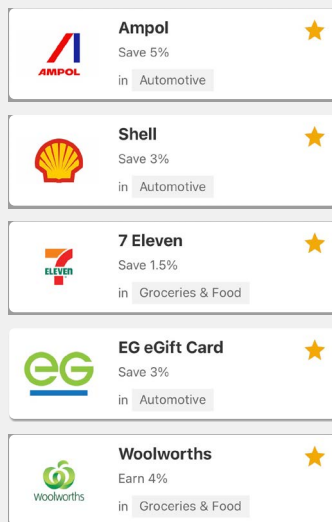 Ampol
Save 5%
in Automotive
AMPOL
Shell
Save 3%
in Automotive
7 Eleven
Save 1.5%
in Groceries & Food
7
ELEVEN
EG eGift Card
Save 3%
in Automotive
eG
Woolworths
Earn 4%
in Groceries & Food
woolworths